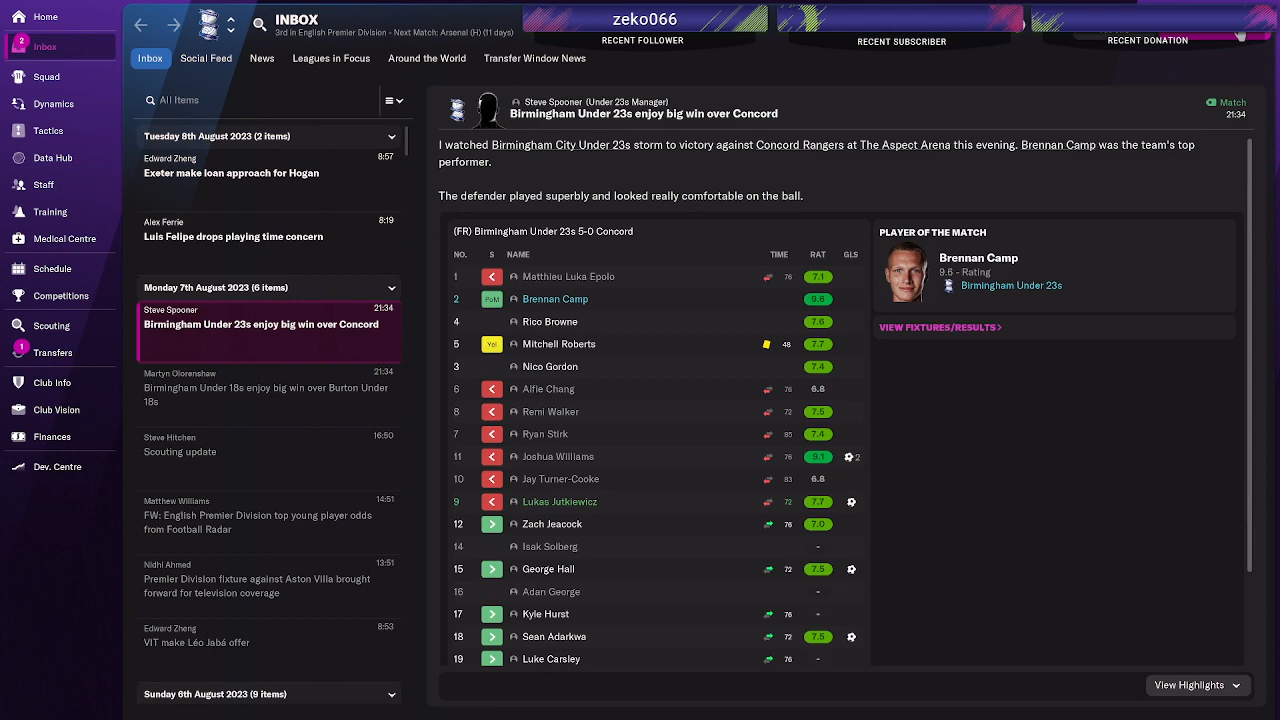 Home
2
Inbox
Squad
Dynamics
Tactics
Data Hub
Staff
Training
Medical Centre
Schedule
Competitions
Scouting
1
Transfers
Club Info
Club Vision
Finances
Dev. Centre
INBOX
3rd in English Premier Division - Next Match: Arsenal (H) (11 days)
zeko066
RECENT FOLLOWER
RECENT SUBSCRIBER
RECENT DONATION
Inbox Social Feed News Leagues in Focus Around the World Transfer Window News
All Items
Tuesday 8th August 2023 (2 items)
Edward Zheng 8:57
Exeter make loan approach for Hogan
Alex Ferrie 8:19
Luis Felipe drops playing time concern
Monday 7th August 2023 (6 items)
Steve Spooner 21:34
Birmingham Under 23s enjoy big win over Concord
Martyn Olorenshaw 21:34
Birmingham Under 18s enjoy big win over Burton Under
18s
Steve Hitchen 16:50
Scouting update
Matthew Williams 14:51
FW: English Premier Division top young player odds
from Football Radar
Nidhi Ahmed 13:51
Premier Division fixture against Aston Villa brought
forward for television coverage
Edward Zheng 8:53
VIT make Léo Jabá offer
Sunday 6th August 2023 (9 items)
Steve Spooner (Under 23s Manager)
Birmingham Under 23s enjoy big win over Concord
Match
21:34
I watched Birmingham City Under 23s storm to victory against Concord Rangers at The Aspect Arena this evening. Brennan Camp was the team's top
performer.
The defender played superbly and looked really comfortable on the ball.
(FR) Birmingham Under 23s 5-0 Concord
NO. S NAME TIME RAT GLS
1 Matthieu Luka Epolo 76 7.1
2 PoM Brennan Camp 9.6
4 Rico Browne 7.6
5 Yel Mitchell Roberts 48 7.7
3 Nico Gordon 7.4
6 Alfie Chang 76 6.8
8 Remi Walker 72 7.5
7 Ryan Stirk 85 7.4
11 Joshua Williams 76 9.1 2
10 Jay Turner-Cooke 83 6.8
9 Lukas Jutkiewicz 72 7.7
12 Zach Jeacock 76 7.0
14 Isak Solberg -
15 George Hall 72 7.5
16 Adan George -
17 Kyle Hurst 76 -
18 Sean Adarkwa 72 7.5
19 Luke Carsley 76 -
PLAYER OF THE MATCH
Brennan Camp
9.6 - Rating
Birmingham Under 23s
VIEW FIXTURES/RESULTS>
View Highlights